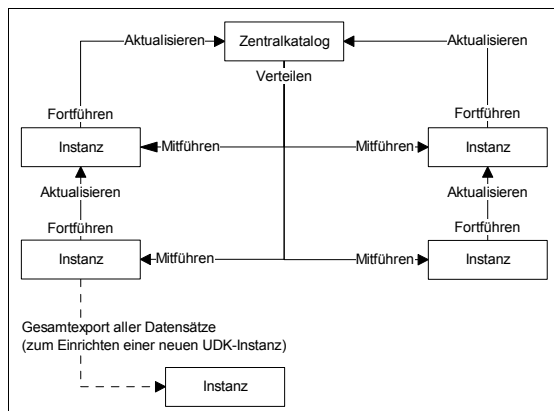 Aktualisieren
Zentralkatalog
Aktualisieren
Verteilen
Fortführen
Fortführen
Instanz
Mitführen
Mitführen
Instanz
Aktualisieren
Aktualisieren
Fortführen
Fortführen
Instanz
Mitführen
Mitführen
Instanz
Gesamtexport aller Datensätze
(zum Einrichten einer neuen UDK-Instanz)
Instanz